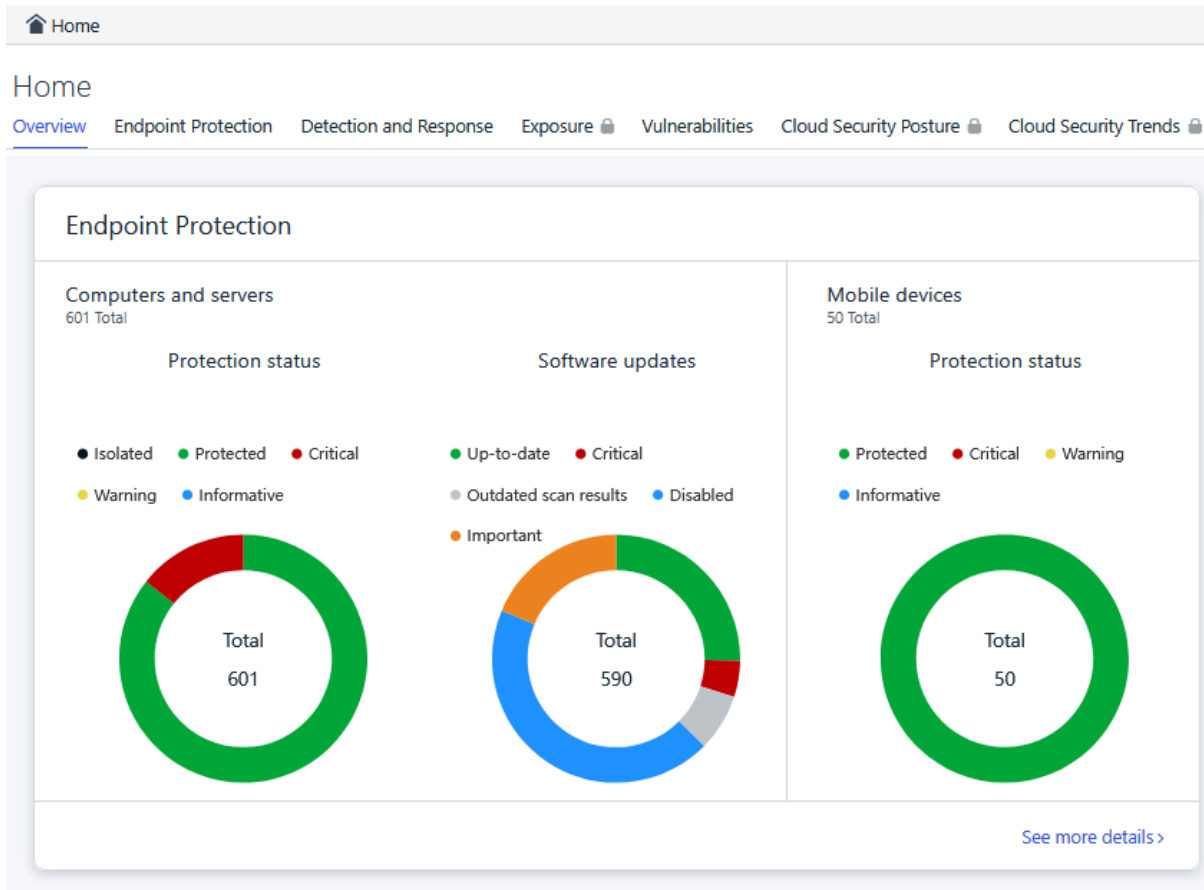 Home
Home
Overview Endpoint Protection Detection and Response Exposure Vulnerabilities Cloud Security Posture Cloud Security Trends
Endpoint Protection
Computers and servers
601 Total
Protection status
Isolated Protected Critical
Warning Informative
Total
601
Software updates
Up-to-date Critical
Outdated scan results Disabled
Important
Total
590
Mobile devices
50 Total
Protection status
Protected Critical Warning
Informative
Total
50
See more details >